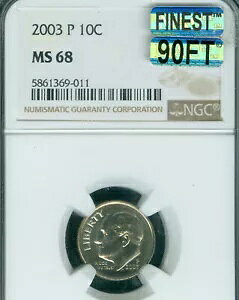 2003 P 10C
MS 68
5861369-011
NUMISMATIC GUARANTY CORPORATION
NGC
FINEST
90FT
LIBERTY